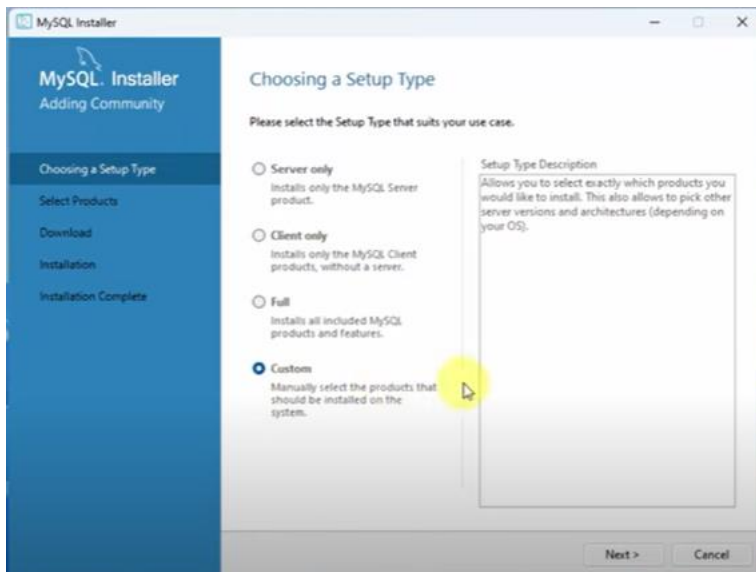 MySQL Installer
MySQL. Installer
Adding Community
Choosing a Setup Type
Select Products
Download
Installation
Installation Complete
Choosing a Setup Type
Please select the Setup Type that suits your use case.
Server only
Installs only the MySQL Server
product.
Client only
Installs only the MySQL Client
products, without a server.
Full
Installs all included MySQL
products and features.
Custom
Manually select the products that
should be installed on the
system.
Setup Type Description
Allows you to select exactly which products you
would like to install. This also allows to pick other
server versions and architectures (depending on
your OS).
Next >
Cancel